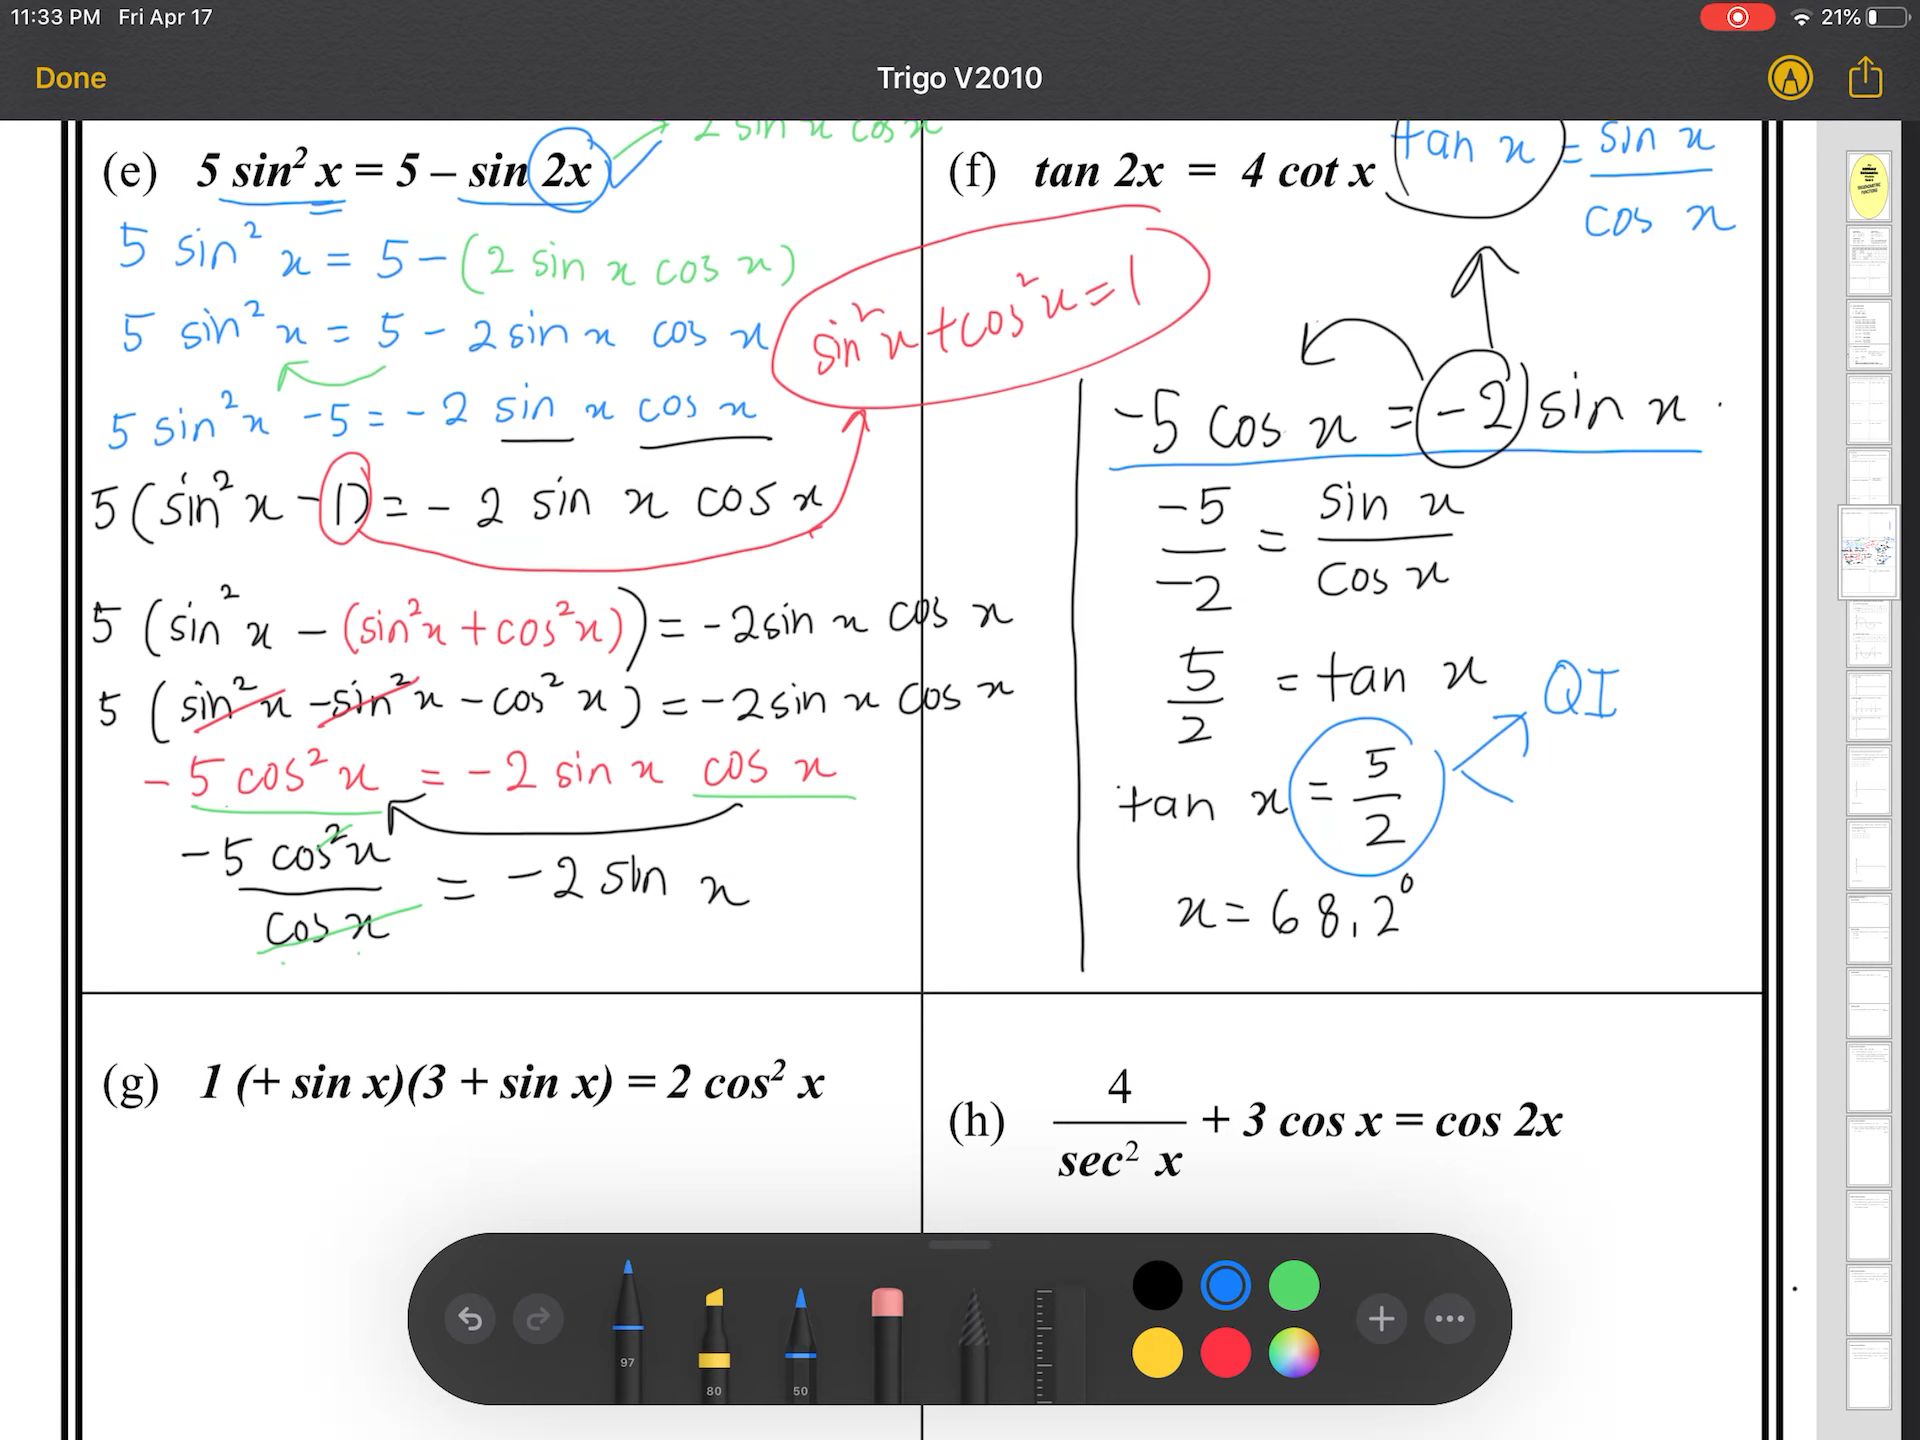 11:33 PM Fri Apr 17
21%
Done
Trigo V2010
2 sin x cos x
(e) 5 sin² x = 5 – sin 2x
5 sin² x = 5 - (2 sin x cos x)
5 sin² x = 5 - 2 sin x cos x
5 sin² x - 5 = - 2 sin x cos x
5 (sin² x - 1) = - 2 sin x cos x
sin² x + cos² x = 1
5 (sin² x - (sin² x + cos² x)) = -2 sin x cos x
5 (sin² x - sin² x - cos² x) = -2 sin x cos x
- 5 cos² x = - 2 sin x cos x
-5 cos² x
cos x
= -2 sin x
(f) tan 2x = 4 cot x
tan x = sin x
cos x
-5 cos x = -2 sin x
-5
-2
= sin x
cos x
5
2
= tan x
QI
tan x = 5
2
x = 68.2°
(g) 1 (+ sin x)(3 + sin x) = 2 cos² x
(h) 4
sec² x
+ 3 cos x = cos 2x
97
80
50